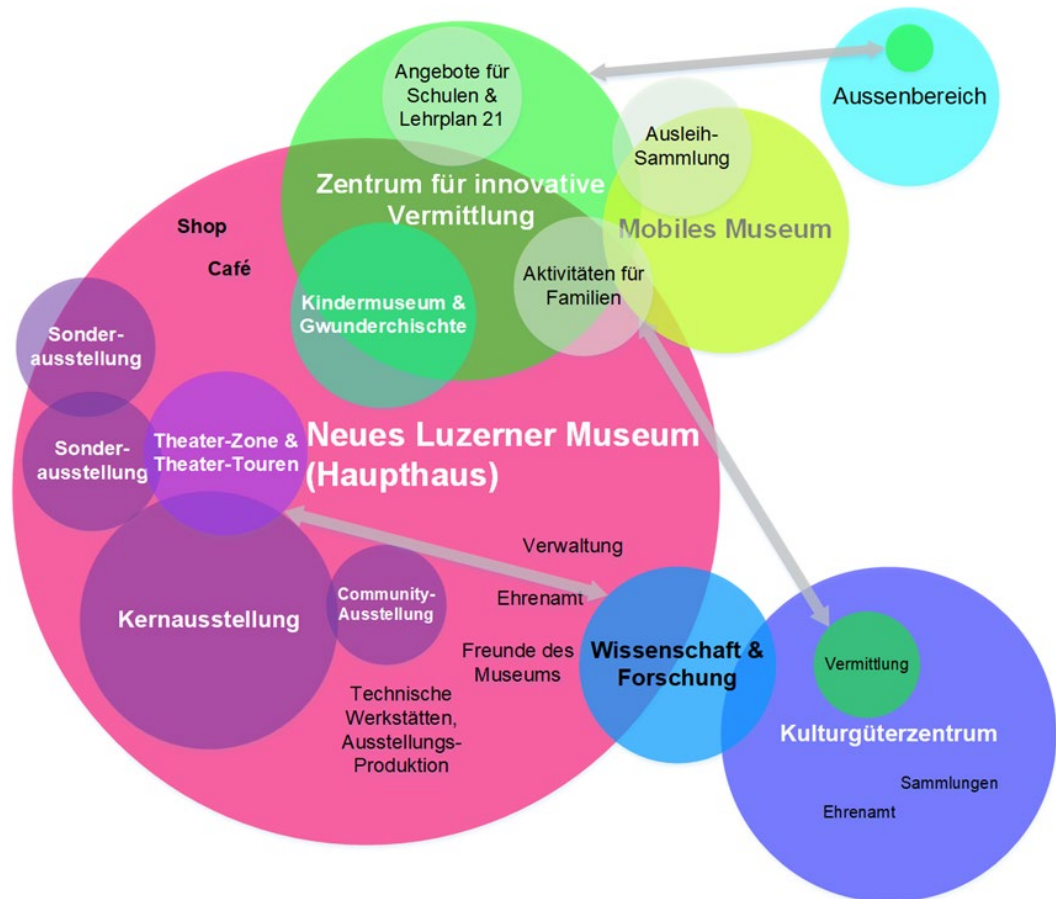 Angebote für
Schulen &
Lehrplan 21
Aussenbereich
Ausleih-
Sammlung
Zentrum für innovative
Vermittlung
Mobiles Museum
Shop
Café
Aktivitäten für
Familien
Kindermuseum &
Gwunderchischte
Sonder-
ausstellung
Sonder-
ausstellung
Theater-Zone &
Theater-Touren
Neues Luzerner Museum
(Haupthaus)
Verwaltung
Ehrenamt
Community-
Ausstellung
Kernausstellung
Freunde des
Museums
Wissenschaft &
Forschung
Vermittlung
Technische
Werkstätten,
Ausstellungs-
Produktion
Kulturgüterzentrum
Sammlungen
Ehrenamt